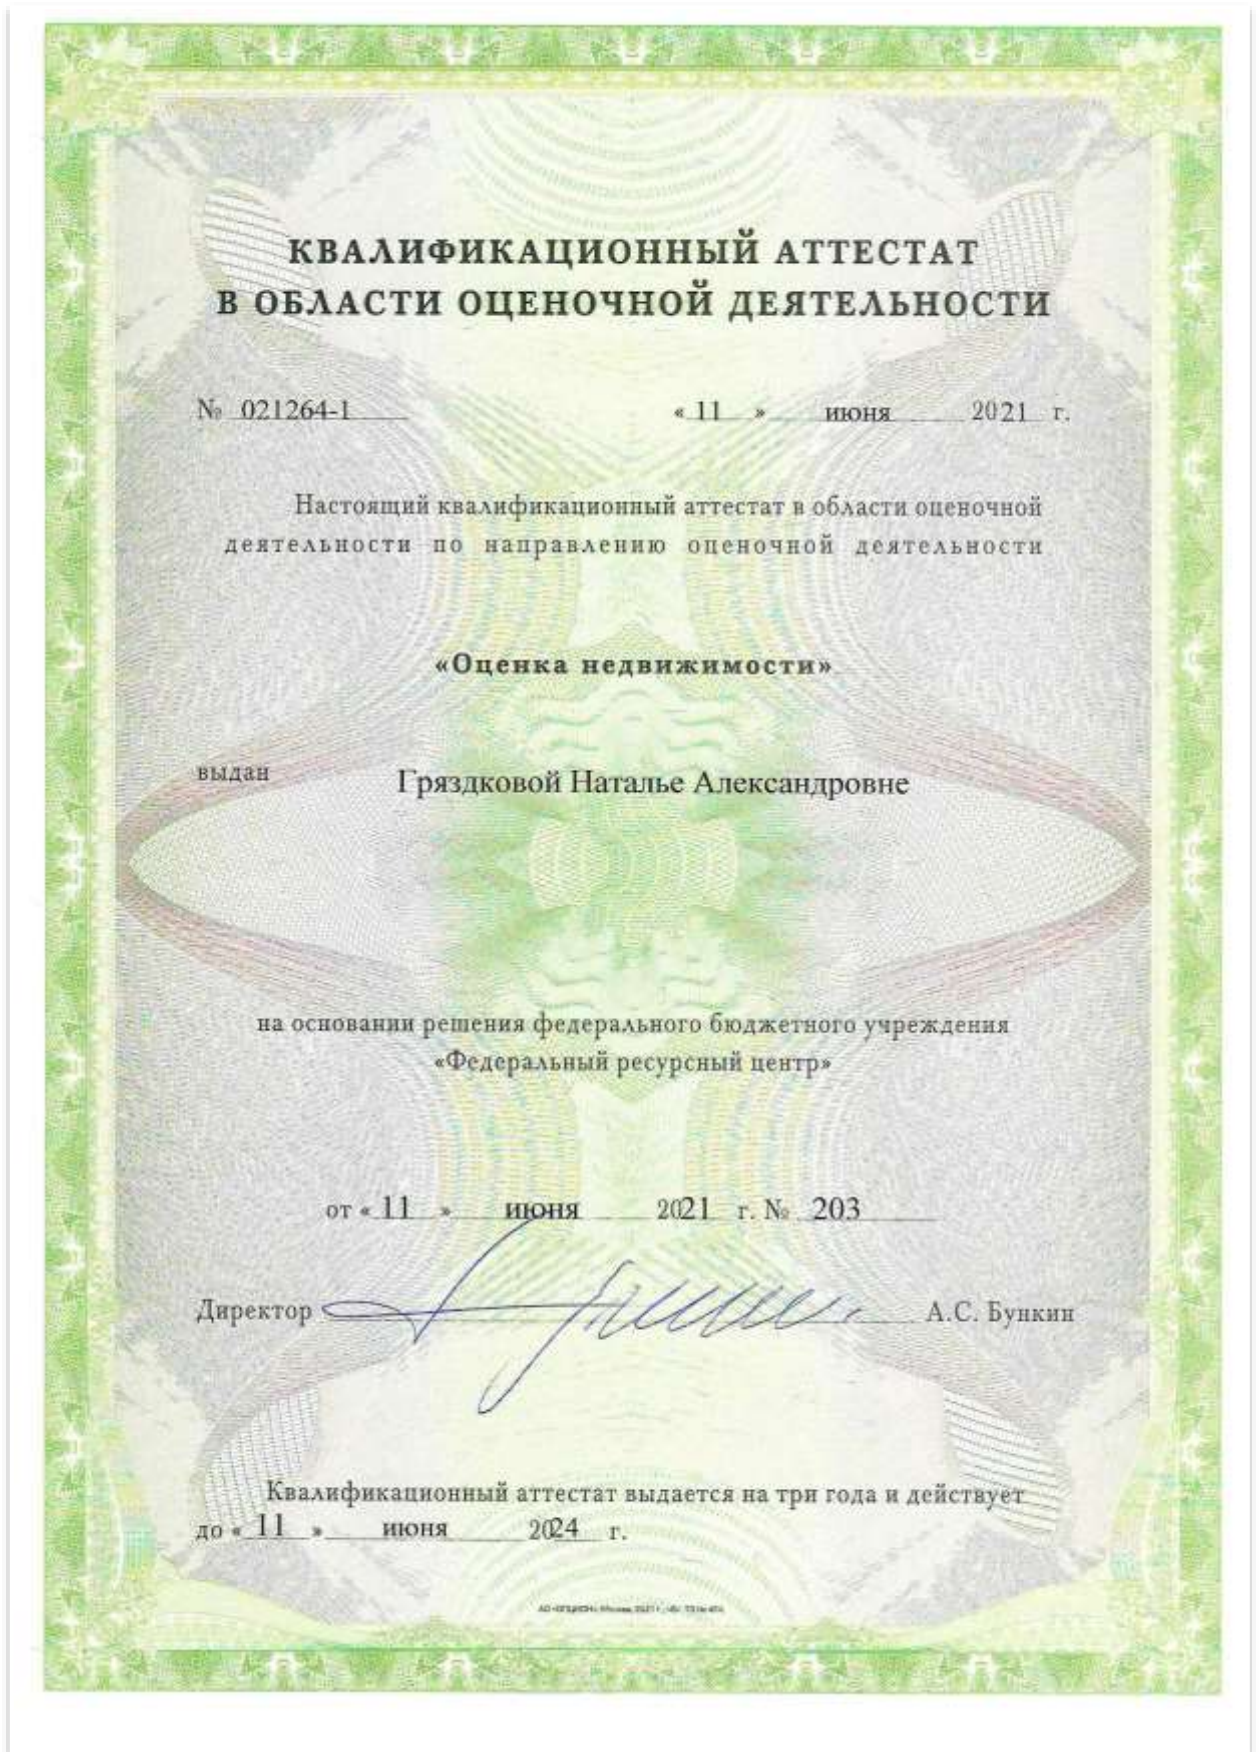 КВАЛИФИКАЦИОННЫЙ АТТЕСТАТ
В ОБЛАСТИ ОЦЕНОЧНОЙ ДЕЯТЕЛЬНОСТИ
№ 021264-1 « 11 » июня 2021 г.
Настоящий квалификационный аттестат в области оценочной
деятельности по направлению оценочной деятельности
«Оценка недвижимости»
выдан Гряздковой Наталье Александровне
на основании решения федерального бюджетного учреждения
«Федеральный ресурсный центр»
от « 11 » июня 2021 г. № 203
Директор А.С. Бункин
Квалификационный аттестат выдается на три года и действует
до « 11 » июня 2024 г.